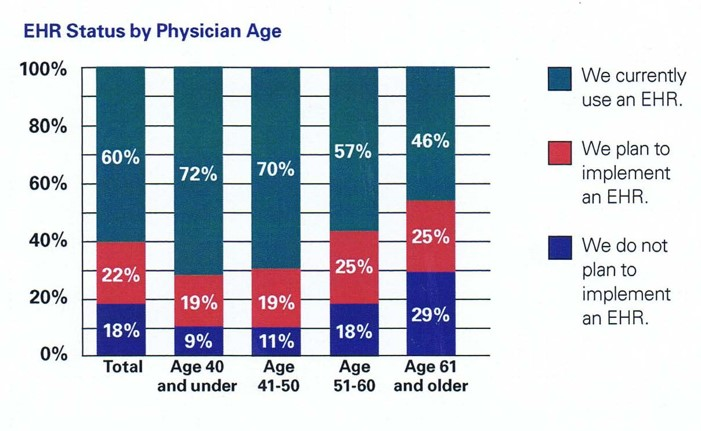 EHR Status by Physician Age
100%
80%
60%
40%
20%
0%
60%
72%
70%
57%
46%
22%
19%
19%
25%
25%
18%
9%
11%
18%
29%
Total
Age 40
and under
Age
41-50
Age
51-60
Age 61
and older
We currently
use an EHR.
We plan to
implement
an EHR.
We do not
plan to
implement
an EHR.